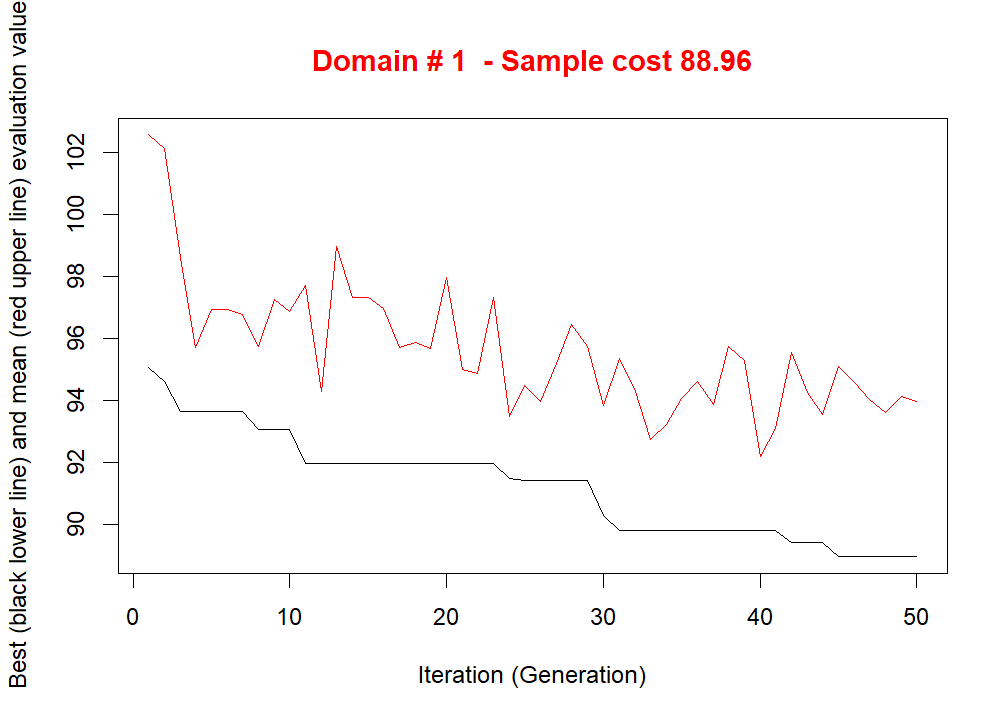 Domain # 1  - Sample cost 88.96
Best (black lower line) and mean (red upper line) evaluation value
102
100
98
96
94
92
90
0 10 20 30 40 50
Iteration (Generation)